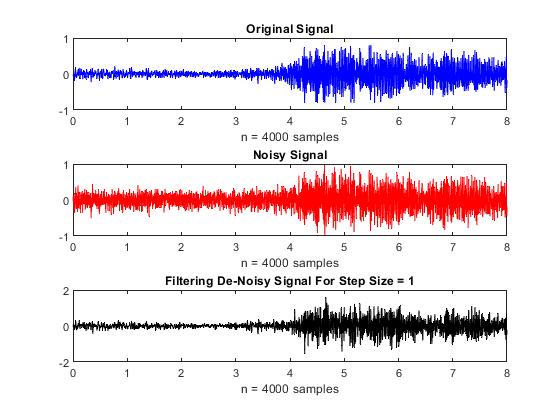 Original Signal
1
0
-1
0 1 2 3 4 5 6 7 8
n = 4000 samples
Noisy Signal
1
0
-1
0 1 2 3 4 5 6 7 8
n = 4000 samples
Filtering De-Noisy Signal For Step Size = 1
2
0
-2
0 1 2 3 4 5 6 7 8
n = 4000 samples